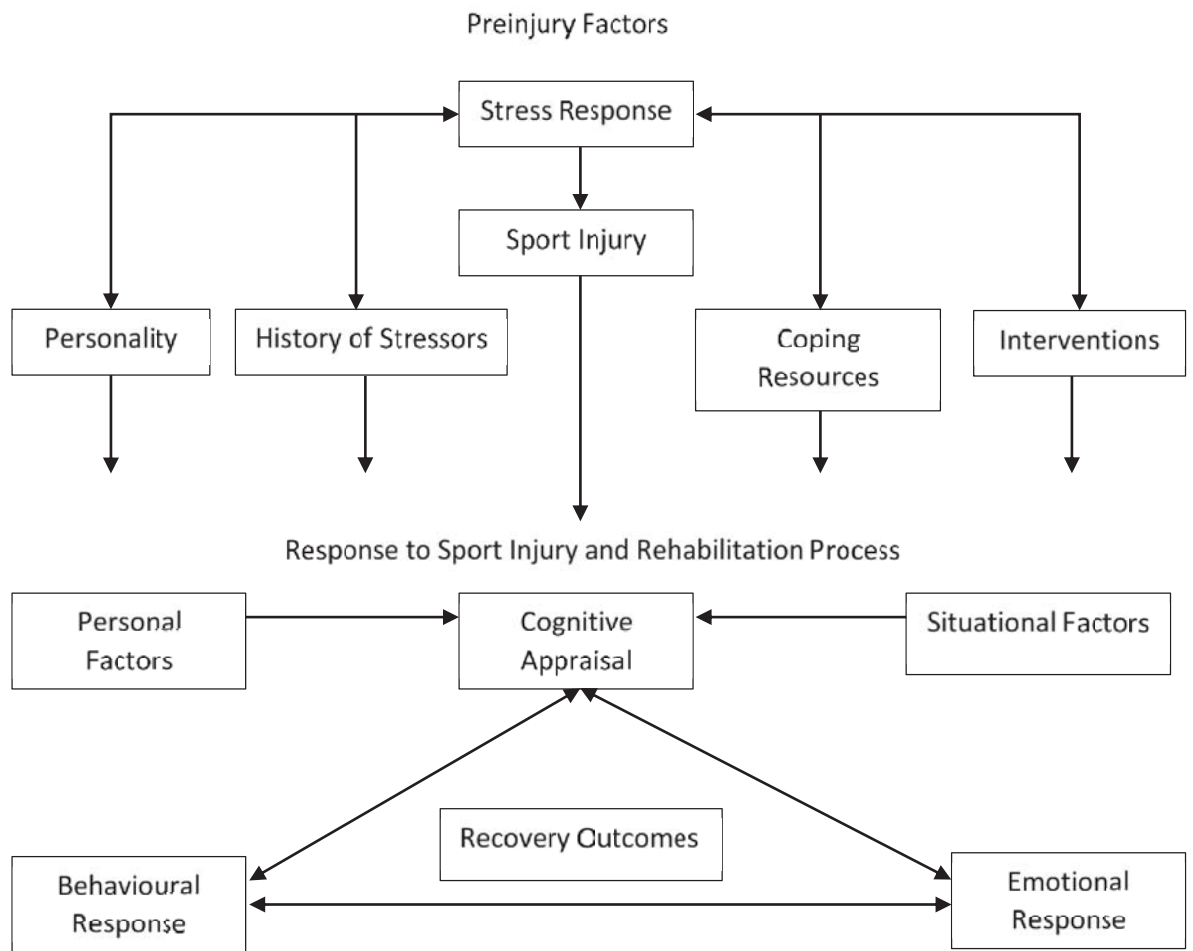 Preinjury Factors
Stress Response
Sport Injury
Personality
History of Stressors
Coping
Resources
Interventions
Response to Sport Injury and Rehabilitation Process
Personal
Factors
Cognitive
Appraisal
Situational Factors
Recovery Outcomes
Behavioural
Response
Emotional
Response